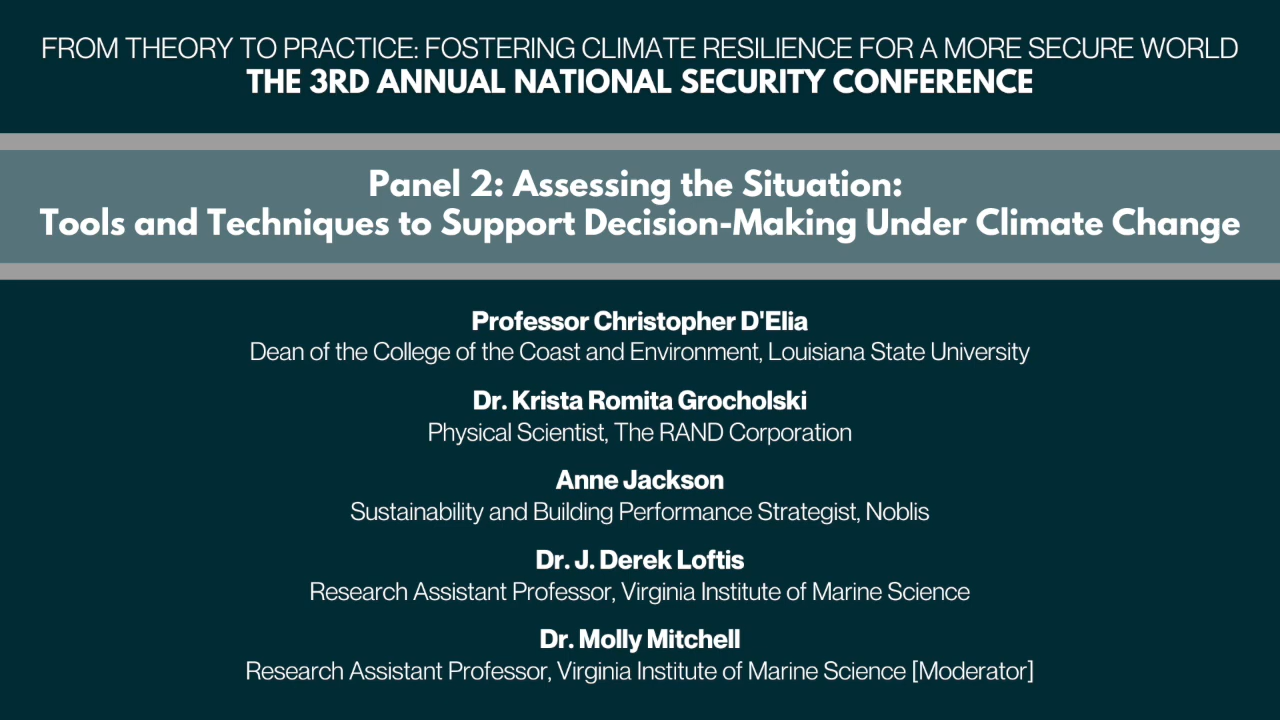 FROM THEORY TO PRACTICE: FOSTERING CLIMATE RESILIENCE FOR A MORE SECURE WORLD
THE 3RD ANNUAL NATIONAL SECURITY CONFERENCE
Panel 2: Assessing the Situation:
Tools and Techniques to Support Decision-Making Under Climate Change
Professor Christopher D'Elia
Dean of the College of the Coast and Environment, Louisiana State University
Dr. Krista Romita Grocholski
Physical Scientist, The RAND Corporation
Anne Jackson
Sustainability and Building Performance Strategist, Noblis
Dr. J. Derek Loftis
Research Assistant Professor, Virginia Institute of Marine Science
Dr. Molly Mitchell
Research Assistant Professor, Virginia Institute of Marine Science [Moderator]